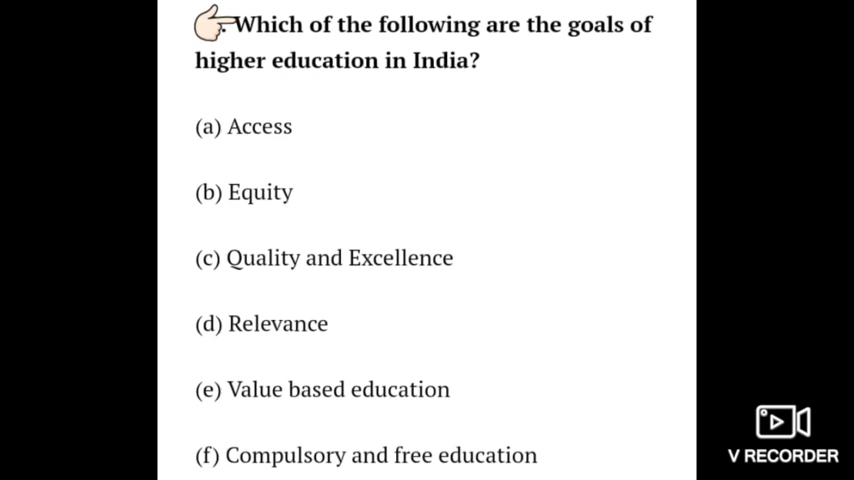 . Which of the following are the goals of
higher education in India?
(a) Access
(b) Equity
(c) Quality and Excellence
(d) Relevance
(e) Value based education
(f) Compulsory and free education
V RECORDER